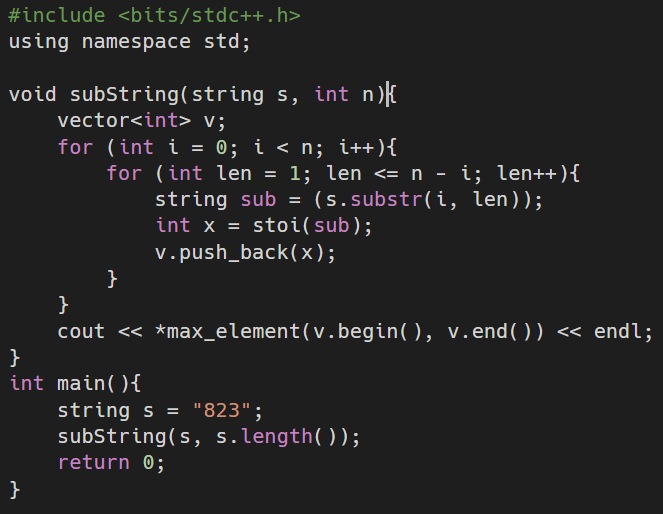 #include <bits/stdc++.h>
using namespace std;

void subString(string s, int n){
    vector<int> v;
    for (int i = 0; i < n; i++){
        for (int len = 1; len <= n - i; len++){
            string sub = (s.substr(i, len));
            int x = stoi(sub);
            v.push_back(x);
        }
    }
    cout << *max_element(v.begin(), v.end()) << endl;
}
int main(){
    string s = "823";
    subString(s, s.length());
    return 0;
}